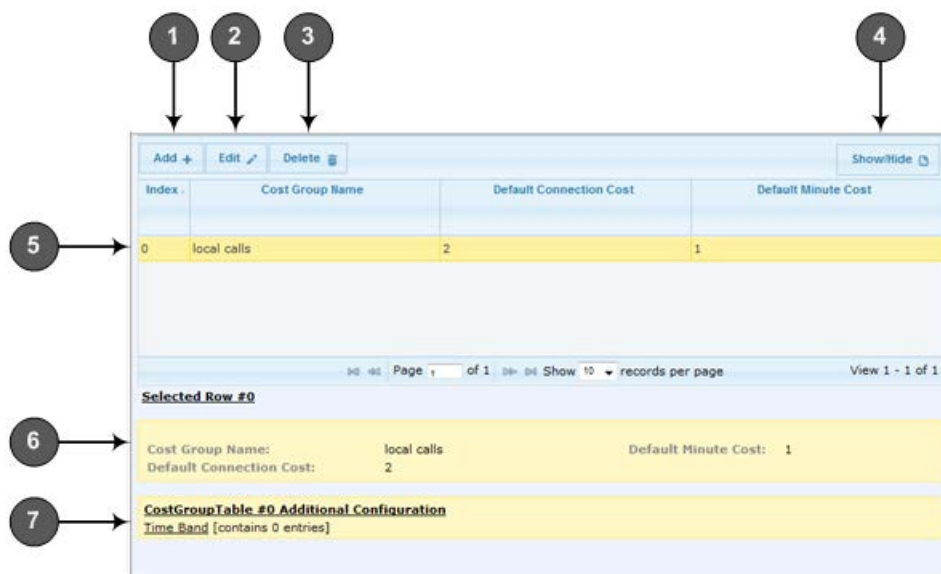 1 2 3 4
Add + Edit Delete Show/Hide
Index Cost Group Name Default Connection Cost Default Minute Cost
5
0 local calls 2 1
Page 1 of 1 Show 10 records per page View 1 - 1 of 1
Selected Row #0
6
Cost Group Name: local calls Default Minute Cost: 1
Default Connection Cost: 2
7
CostGroupTable #0 Additional Configuration
Time Band [contains 0 entries]